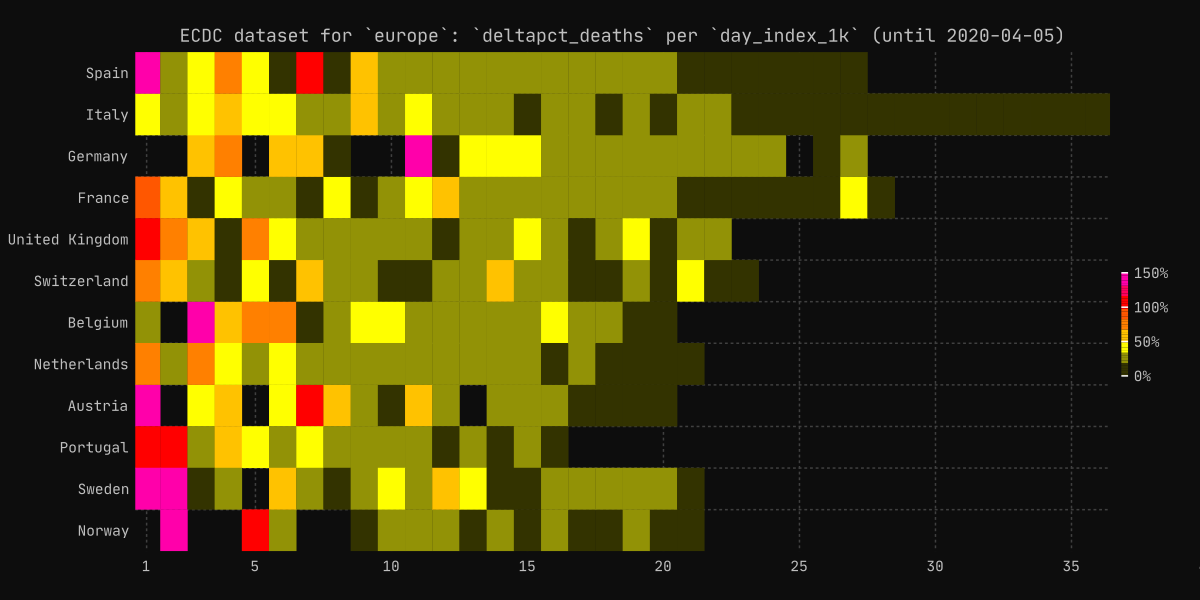 ECDC dataset for `europe`: `deltapct_deaths` per `day_index_1k` (until 2020-04-05)
Spain
Italy
Germany
France
United Kingdom
Switzerland
Belgium
Netherlands
Austria
Portugal
Sweden
Norway
150%
100%
50%
0%
1 5 10 15 20 25 30 35